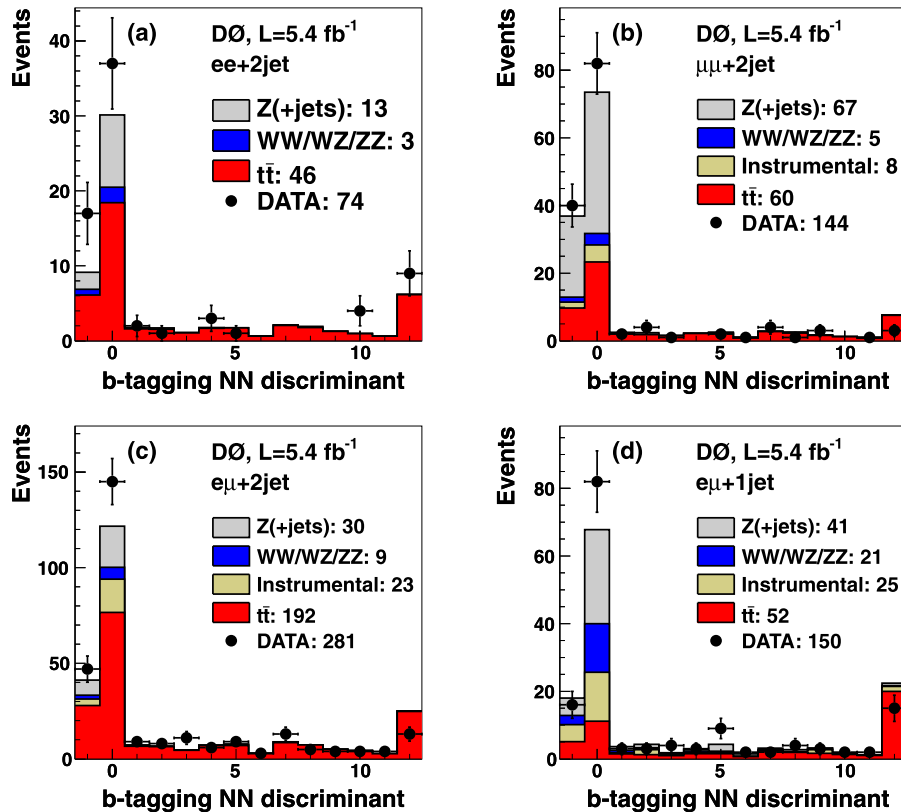 (a)
DØ, L=5.4 fb⁻¹
ee+2jet
Z(+jets): 13
WW/WZ/ZZ: 3
tt̄: 46
DATA: 74
Events
40
30
20
10
0
0 5 10
b-tagging NN discriminant
(b)
DØ, L=5.4 fb⁻¹
μμ+2jet
Z(+jets): 67
WW/WZ/ZZ: 5
Instrumental: 8
tt̄: 60
DATA: 144
Events
80
60
40
20
0
0 5 10
b-tagging NN discriminant
(c)
DØ, L=5.4 fb⁻¹
eμ+2jet
Z(+jets): 30
WW/WZ/ZZ: 9
Instrumental: 23
tt̄: 192
DATA: 281
Events
150
100
50
0
0 5 10
b-tagging NN discriminant
(d)
DØ, L=5.4 fb⁻¹
eμ+1jet
Z(+jets): 41
WW/WZ/ZZ: 21
Instrumental: 25
tt̄: 52
DATA: 150
Events
80
60
40
20
0
0 5 10
b-tagging NN discriminant